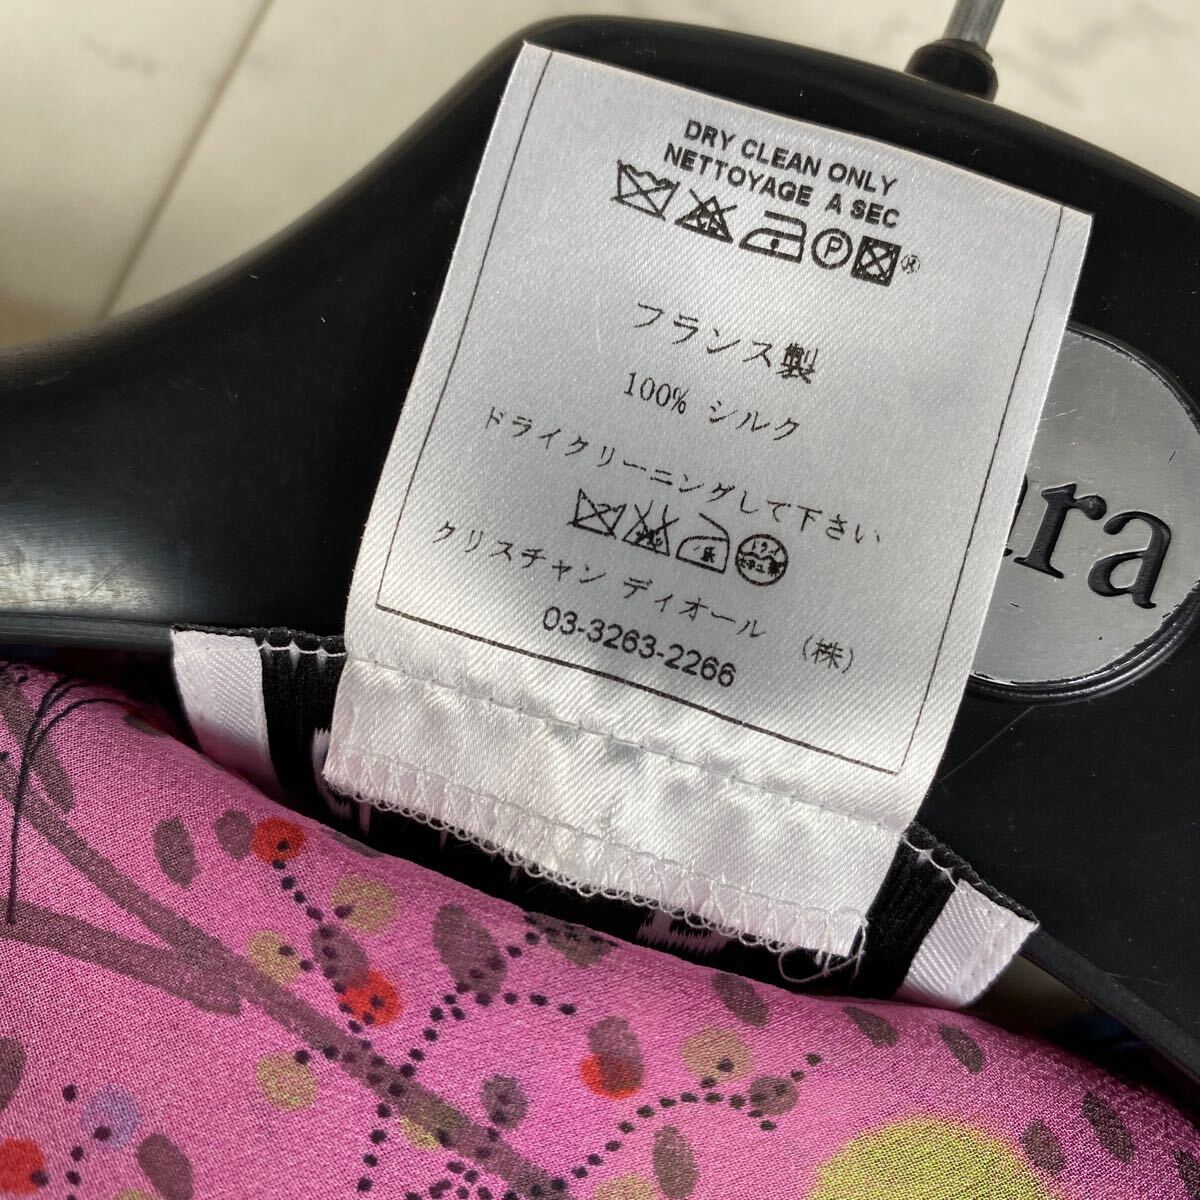 DRY CLEAN ONLY
NETTOYAGE A SEC
P
フランス製
100% シルク
ドライクリーニングして下さい
クリスチャン ディオール (株)
03-3263-2266